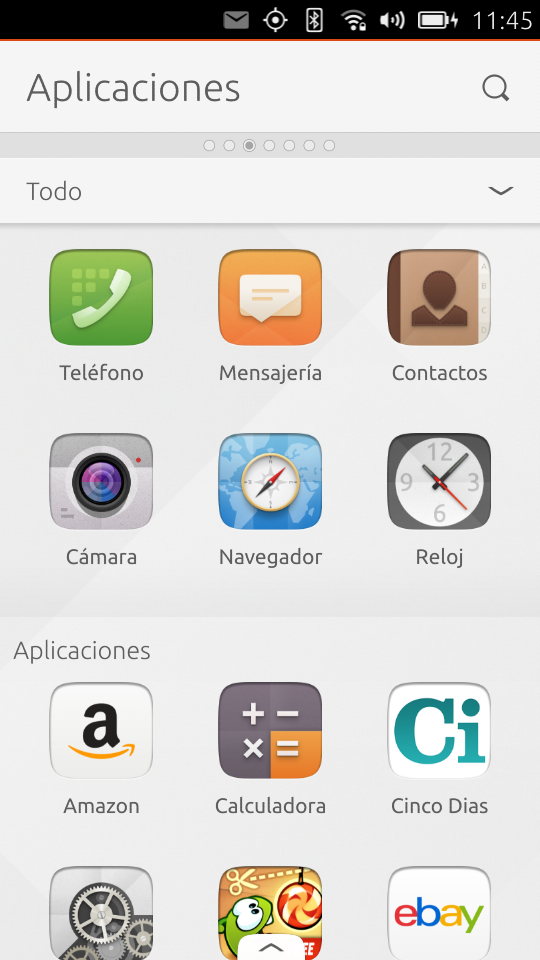 11:45
Aplicaciones
Todo
A
B
C
D
Teléfono Mensajería Contactos
12
9 3
6
Cámara Navegador Reloj
Aplicaciones
a + − Ci
× =
Amazon Calculadora Cinco Dias
ebay
EE